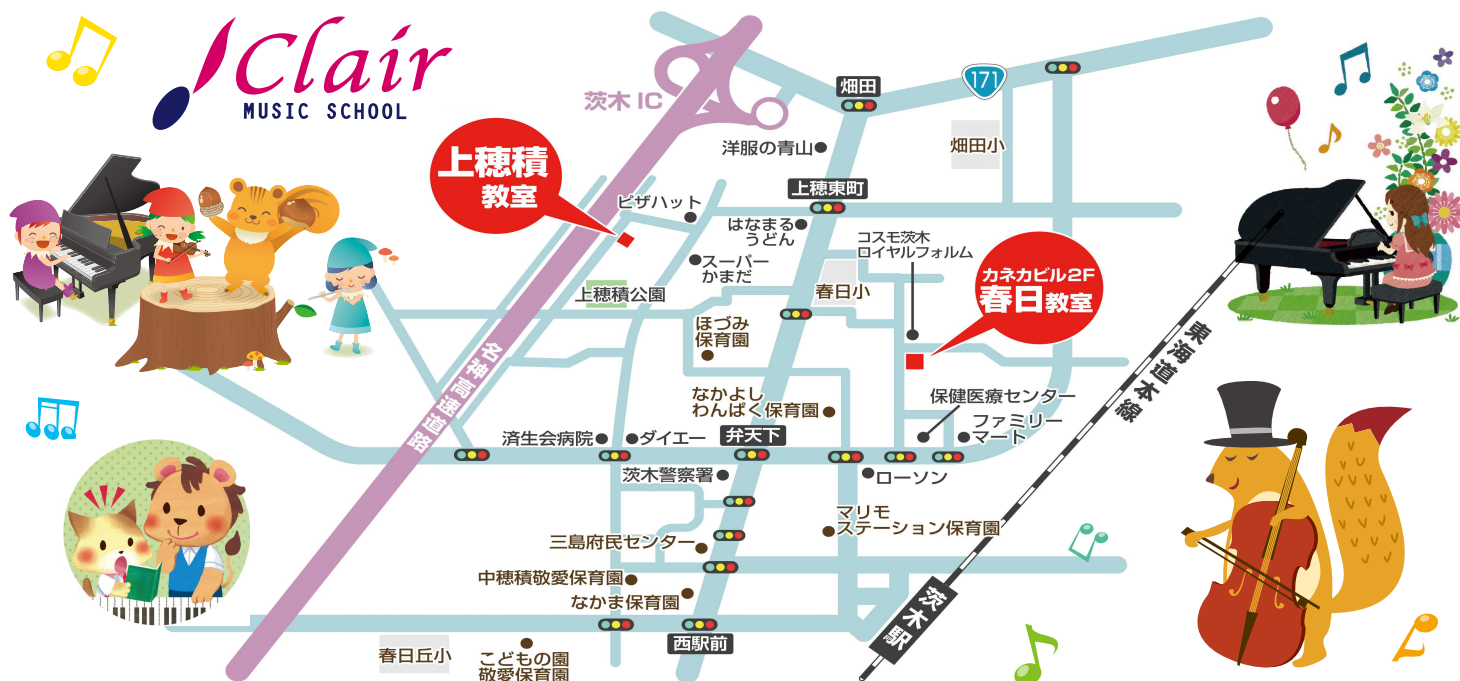 Clair
MUSIC SCHOOL
茨木 IC
畑田
171
洋服の青山
畑田小
上穂積
教室
上穂東町
ピザハット
はなまる
うどん
コスモ茨木
ロイヤルフォルム
スーパー
かまだ
上穂積公園
春日小
カネカビル2F
春日教室
ほづみ
保育園
東海道本線
名神高速道路
なかよし
わんぱく保育園
保健医療センター
ファミリー
マート
済生会病院
ダイエー
弁天下
茨木警察署
ローソン
マリモ
ステーション保育園
三島府民センター
中穂積敬愛保育園
なかま保育園
茨木駅
西駅前
春日丘小
こどもの園
敬愛保育園